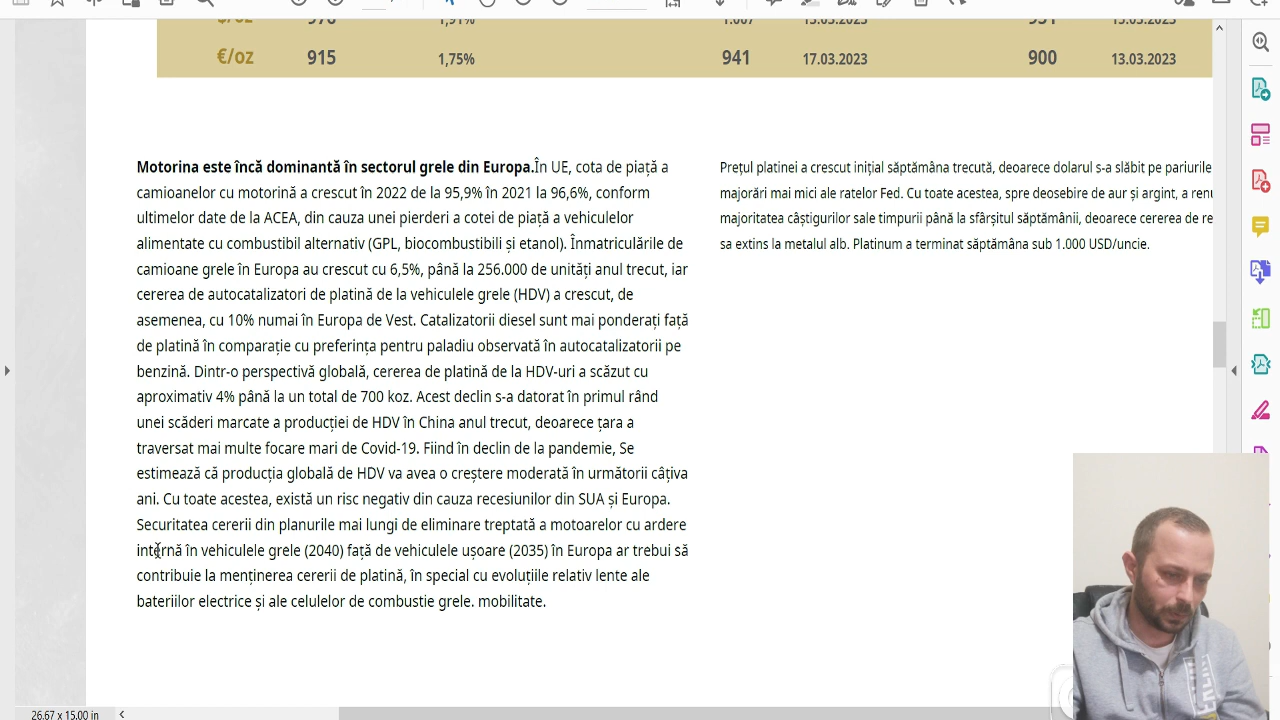 1,91%
1.007
13.03.2023
€/oz 915 1,75% 941 17.03.2023 900 13.03.2023
Motorina este încă dominantă în sectorul grele din Europa.În UE, cota de piață a
camioanelor cu motorină a crescut în 2022 de la 95,9% în 2021 la 96,6%, conform
ultimelor date de la ACEA, din cauza unei pierderi a cotei de piață a vehiculelor
alimentate cu combustibil alternativ (GPL, biocombustibili și etanol). Înmatriculările de
camioane grele în Europa au crescut cu 6,5%, până la 256.000 de unități anul trecut, iar
cererea de autocatalizatori de platină de la vehiculele grele (HDV) a crescut, de
asemenea, cu 10% numai în Europa de Vest. Catalizatorii diesel sunt mai ponderați față
de platină în comparație cu preferința pentru paladiu observată în autocatalizatorii pe
benzină. Dintr-o perspectivă globală, cererea de platină de la HDV-uri a scăzut cu
aproximativ 4% până la un total de 700 koz. Acest declin s-a datorat în primul rând
unei scăderi marcate a producției de HDV în China anul trecut, deoarece țara a
traversat mai multe focare mari de Covid-19. Fiind în declin de la pandemie, Se
estimează că producția globală de HDV va avea o creștere moderată în următorii câțiva
ani. Cu toate acestea, există un risc negativ din cauza recesiunilor din SUA și Europa.
Securitatea cererii din planurile mai lungi de eliminare treptată a motoarelor cu ardere
internă în vehiculele grele (2040) față de vehiculele ușoare (2035) în Europa ar trebui să
contribuie la menținerea cererii de platină, în special cu evoluțiile relativ lente ale
bateriilor electrice și ale celulelor de combustie grele. mobilitate.
Prețul platinei a crescut inițial săptămâna trecută, deoarece dolarul s-a slăbit pe pariurile
majorări mai mici ale ratelor Fed. Cu toate acestea, spre deosebire de aur și argint, a renu
majoritatea câștigurilor sale timpurii până la sfârșitul săptămânii, deoarece cererea de re
sa extins la metalul alb. Platinum a terminat săptămâna sub 1.000 USD/uncie.
26.67 x 15.00 in